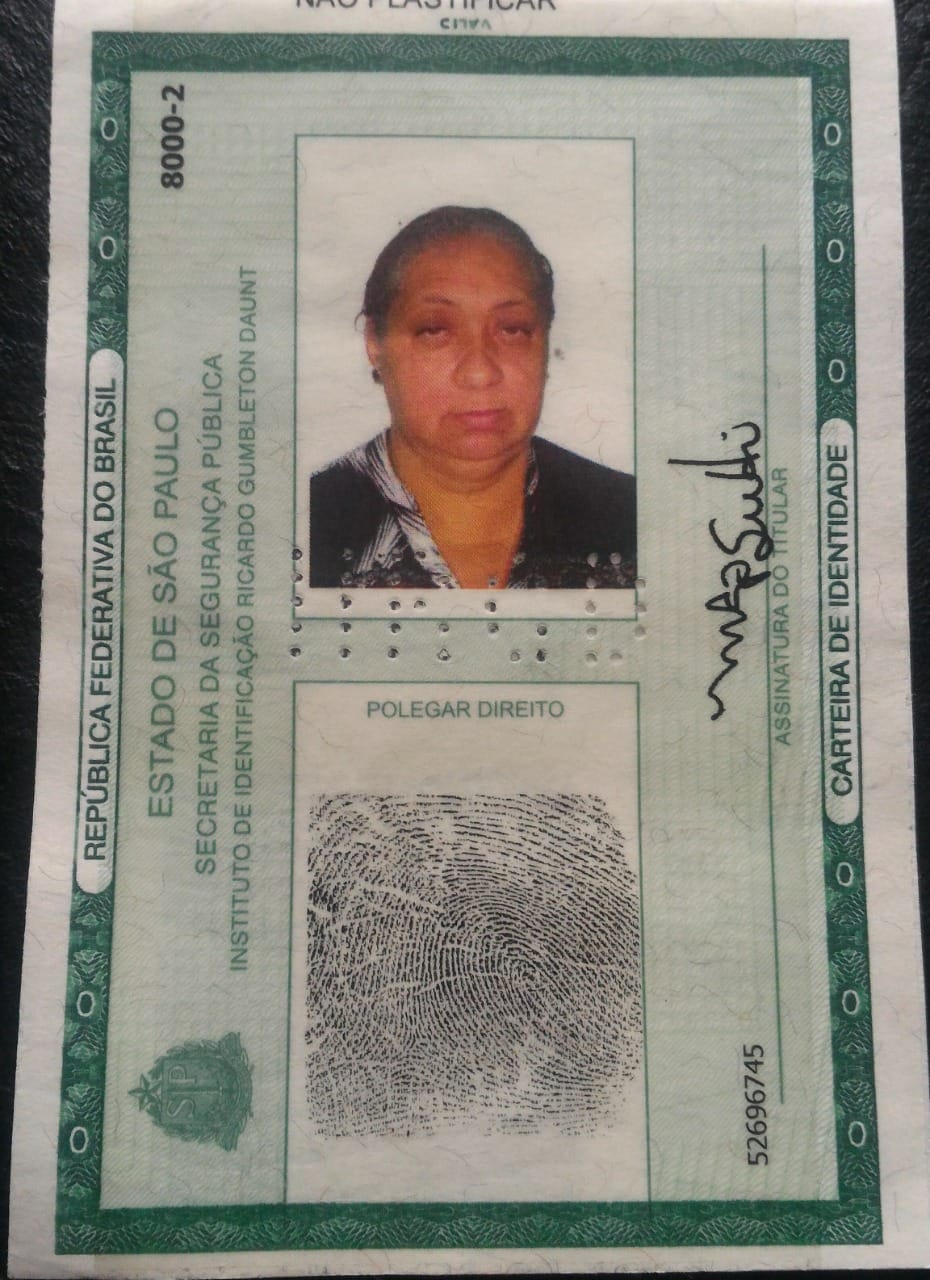 NÃO PLASTIFICAR
REPÚBLICA FEDERATIVA DO BRASIL
8000-2
ESTADO DE SÃO PAULO
SECRETARIA DA SEGURANÇA PÚBLICA
INSTITUTO DE IDENTIFICAÇÃO RICARDO GUMBLETON DAUNT
SP
POLEGAR DIREITO
ASSINATURA DO TITULAR
52696745
CARTEIRA DE IDENTIDADE